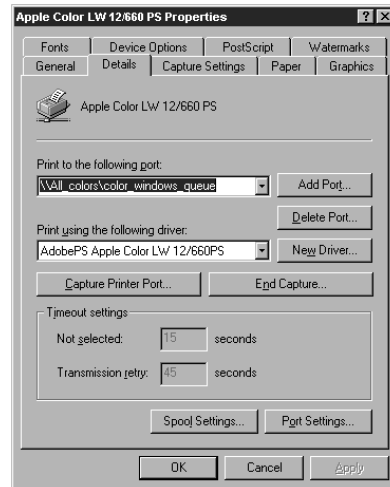 Apple Color LW 12/660 PS Properties
Fonts Device Options PostScript Watermarks
General Details Capture Settings Paper Graphics
Apple Color LW 12/660 PS
Print to the following port:
\\All_colors\color_windows_queue
Add Port...
Delete Port...
Print using the following driver:
AdobePS Apple Color LW 12/660PS
New Driver...
Capture Printer Port... End Capture...
Timeout settings
Not selected: 15 seconds
Transmission retry: 45 seconds
Spool Settings... Port Settings...
OK Cancel Apply